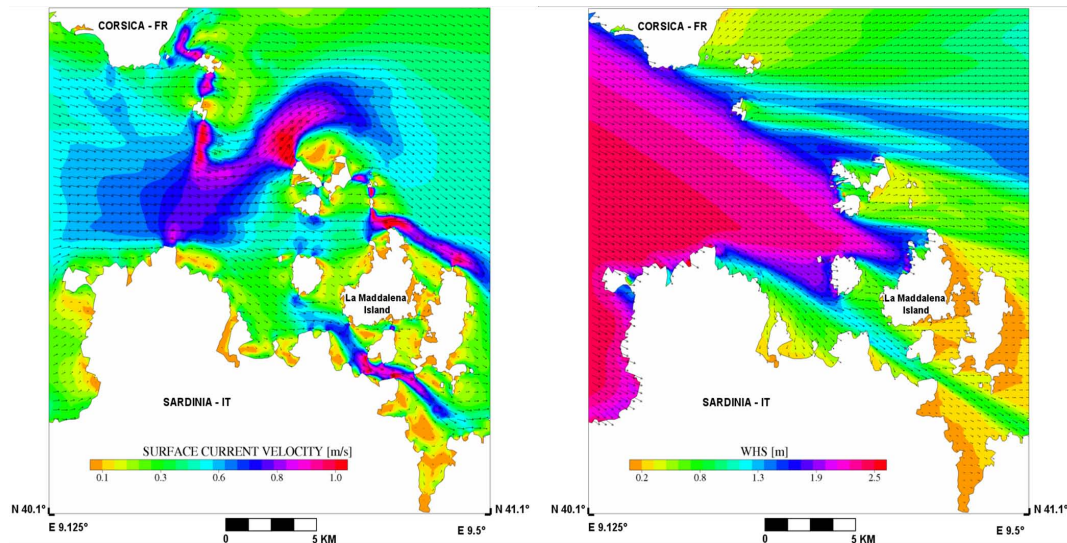 CORSICA - FR
La Maddalena
Island
SARDINIA - IT
SURFACE CURRENT VELOCITY [m/s]
0.1 0.3 0.6 0.8 1.0
N 40.1° N 41.1°
E 9.125° E 9.5°
0 5 KM
CORSICA - FR
La Maddalena
Island
SARDINIA - IT
WHS [m]
0.2 0.8 1.3 1.9 2.5
N 40.1° N 41.1°
E 9.125° E 9.5°
0 5 KM